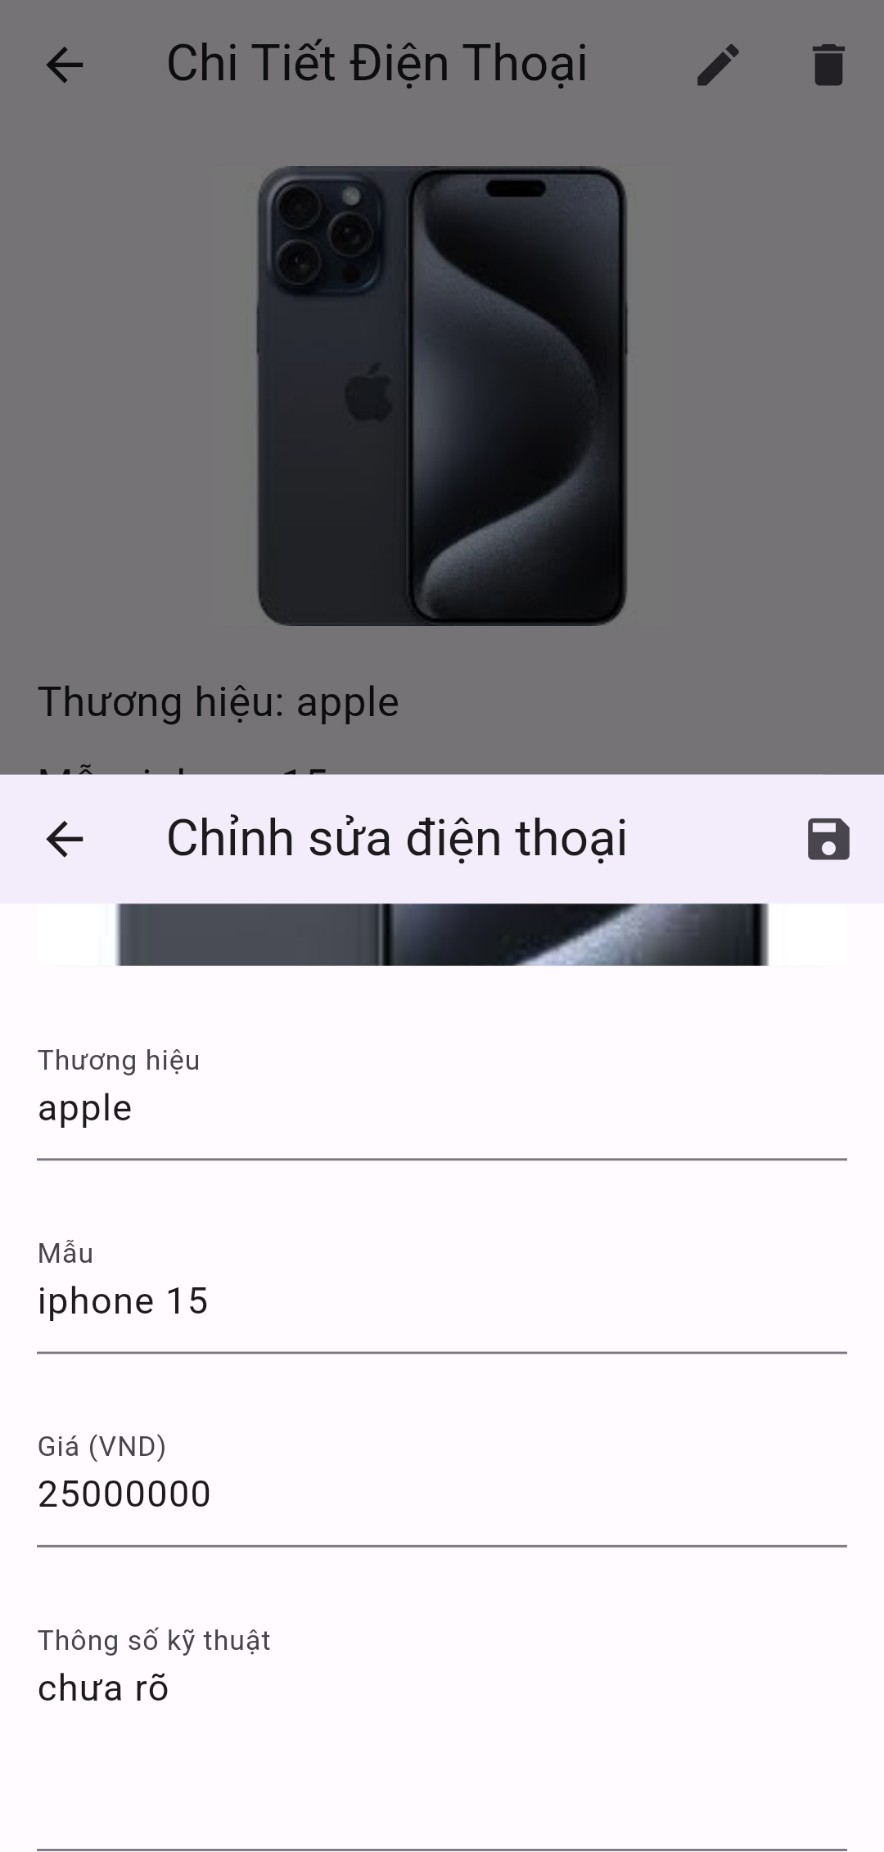 Chi Tiết Điện Thoại
Thương hiệu: apple
Chỉnh sửa điện thoại
Thương hiệu
apple
Mẫu
iphone 15
Giá (VND)
25000000
Thông số kỹ thuật
chưa rõ